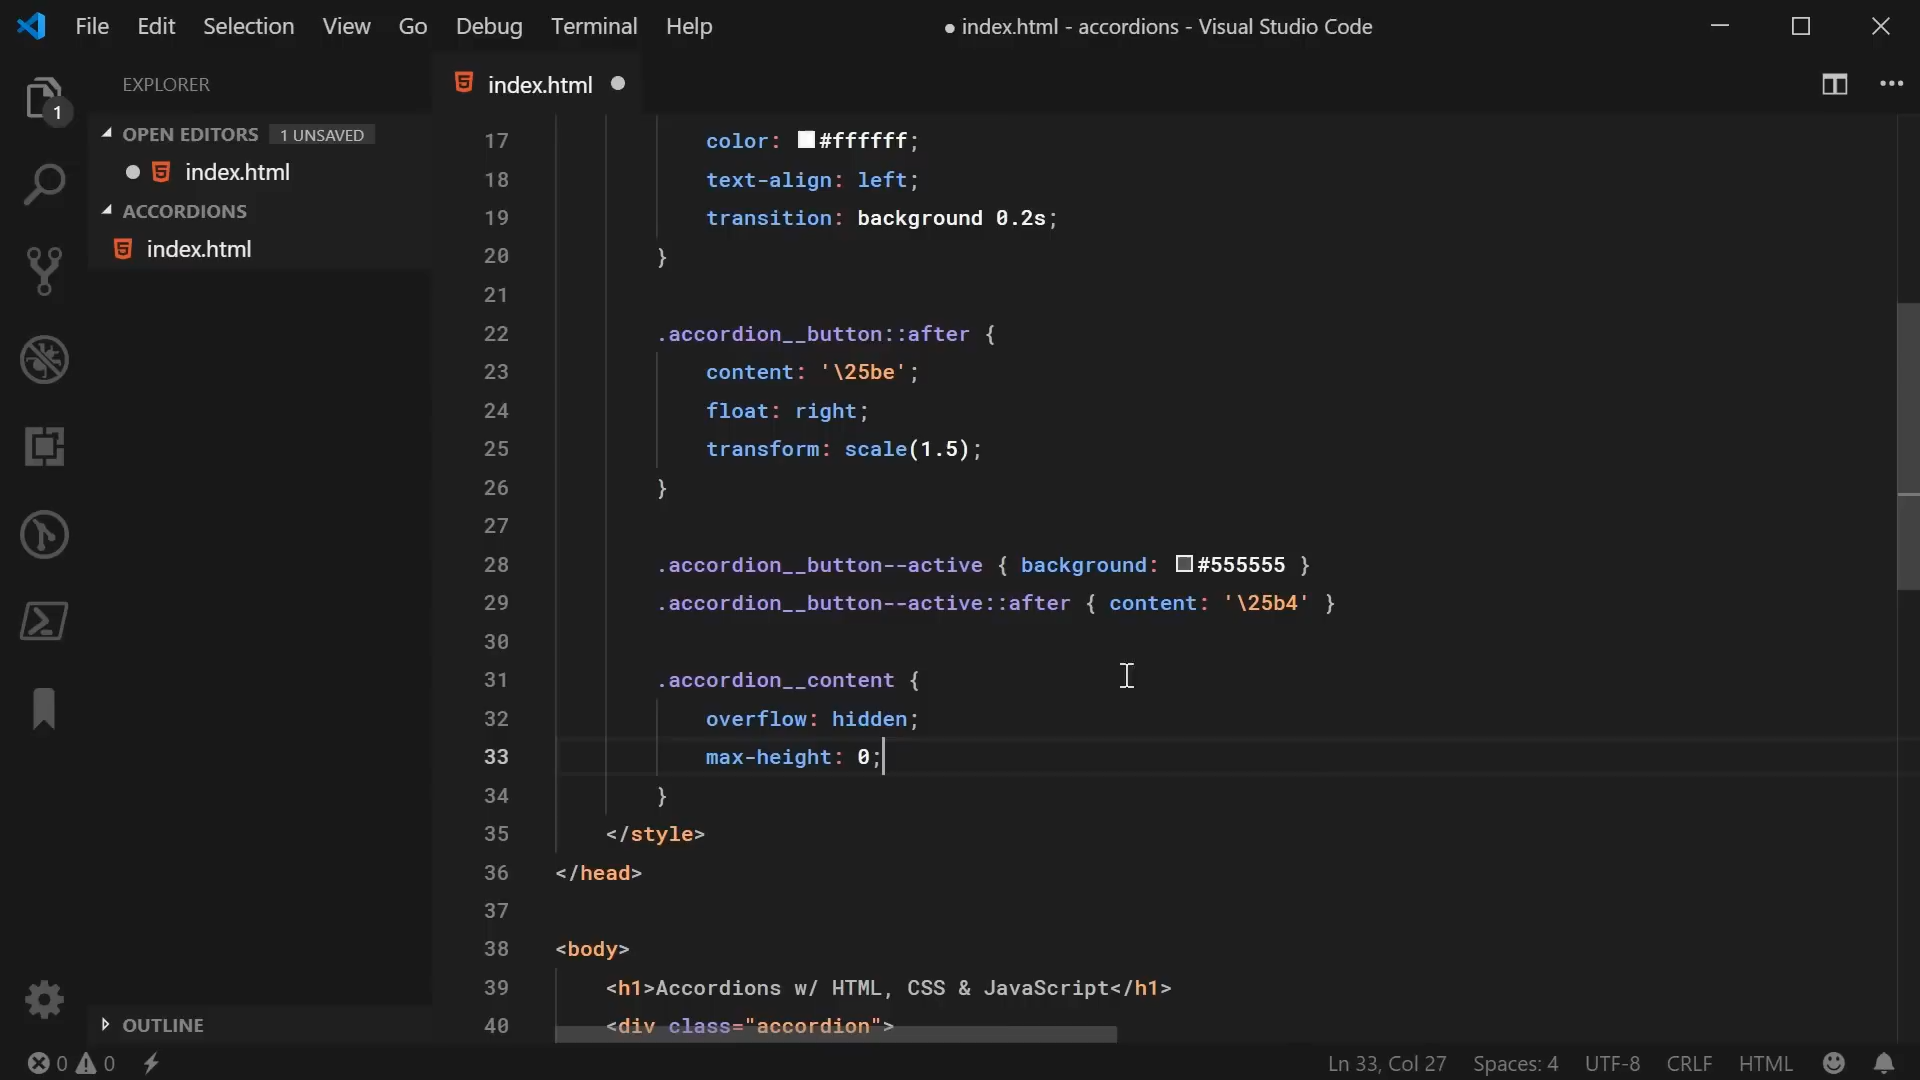 File Edit Selection View Go Debug Terminal Help
● index.html - accordions - Visual Studio Code
1
EXPLORER
OPEN EDITORS 1 UNSAVED
index.html
ACCORDIONS
index.html
OUTLINE
index.html
17 color: #ffffff;
18 text-align: left;
19 transition: background 0.2s;
20 }
21
22 .accordion__button::after {
23 content: '\25be';
24 float: right;
25 transform: scale(1.5);
26 }
27
28 .accordion__button--active { background: #555555 }
29 .accordion__button--active::after { content: '\25b4' }
30
31 .accordion__content {
32 overflow: hidden;
33 max-height: 0;
34 }
35 </style>
36 </head>
37
38 <body>
39 <h1>Accordions w/ HTML, CSS & JavaScript</h1>
40 <div class="accordion">
0 0 Ln 33, Col 27 Spaces: 4 UTF-8 CRLF HTML